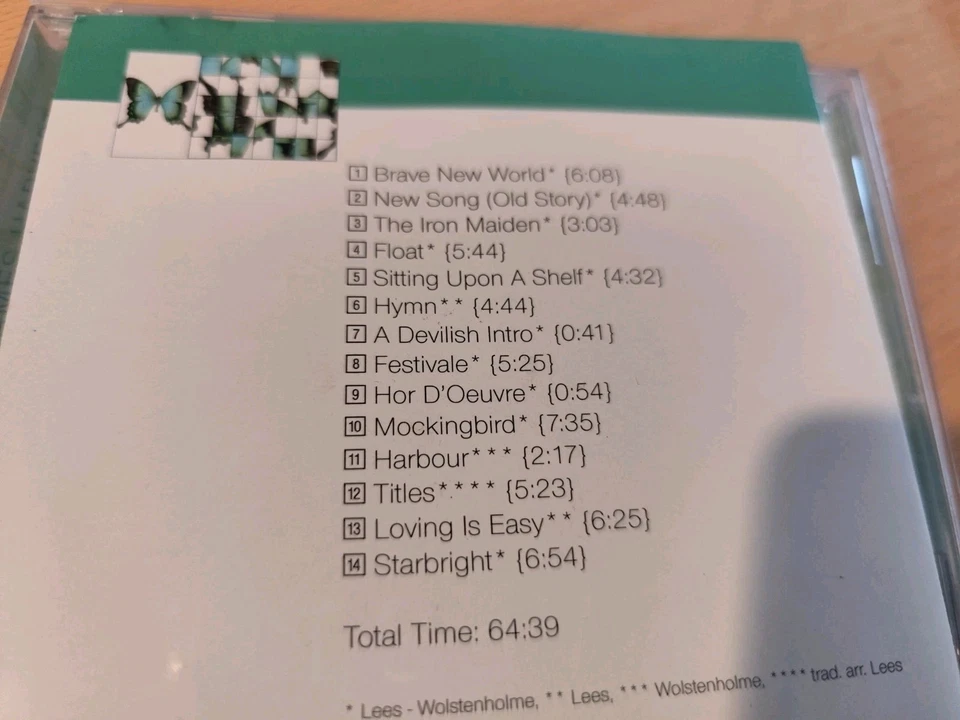 1 Brave New World* {6:08}
2 New Song (Old Story)* {4:48}
3 The Iron Maiden* {3:03}
4 Float* {5:44}
5 Sitting Upon A Shelf* {4:32}
6 Hymn** {4:44}
7 A Devilish Intro* {0:41}
8 Festivale* {5:25}
9 Hor D'Oeuvre* {0:54}
10 Mockingbird* {7:35}
11 Harbour*** {2:17}
12 Titles**** {5:23}
13 Loving Is Easy** {6:25}
14 Starbright* {6:54}
Total Time: 64:39
* Lees - Wolstenholme, ** Lees, *** Wolstenholme, **** trad. arr. Lees